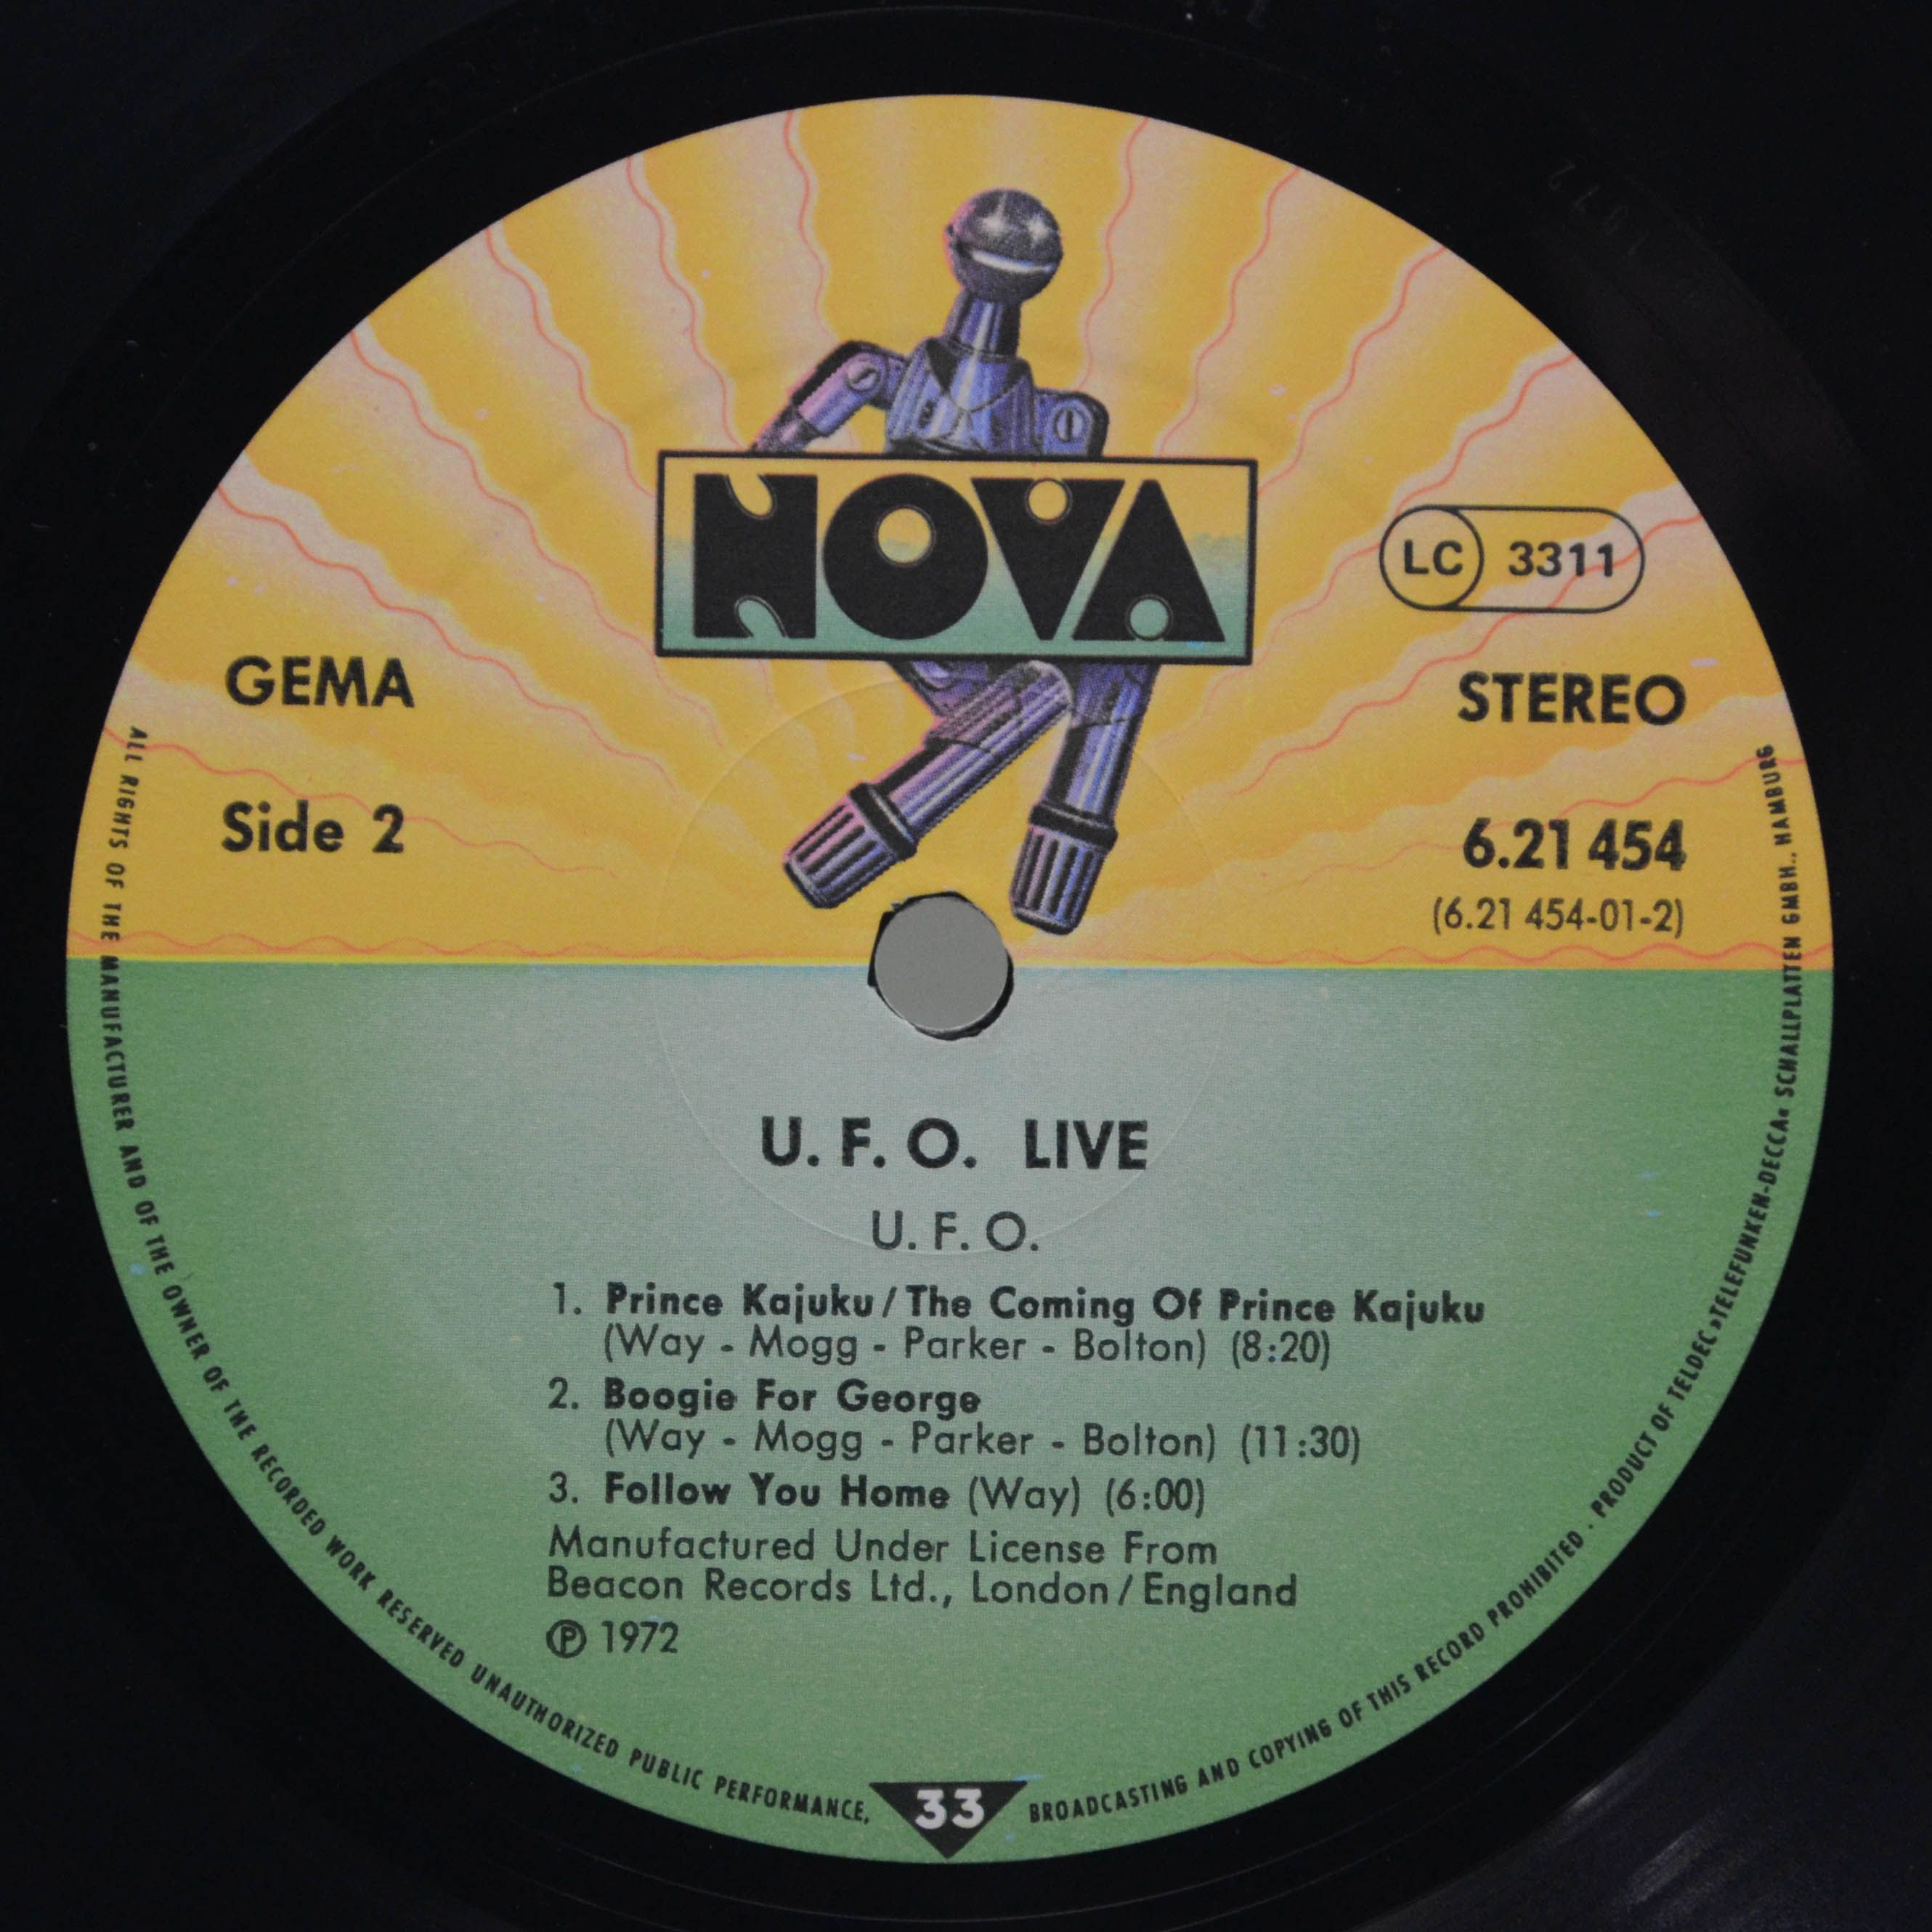 NOVA
LC 3311
GEMA
STEREO
Side 2
6.21 454
(6.21 454-01-2)
U. F. O. LIVE
U. F. O.
1. Prince Kajuku / The Coming Of Prince Kajuku
(Way - Mogg - Parker - Bolton) (8:20)
2. Boogie For George
(Way - Mogg - Parker - Bolton) (11:30)
3. Follow You Home (Way) (6:00)
Manufactured Under License From
Beacon Records Ltd., London / England
℗ 1972
33
ALL RIGHTS OF THE MANUFACTURER AND OF THE OWNER OF THE RECORDED WORK RESERVED UNAUTHORIZED PUBLIC PERFORMANCE, BROADCASTING AND COPYING OF THIS RECORD PROHIBITED · PRODUCT OF TELDEC »TELEFUNKEN-DECCA« SCHALLPLATTEN GMBH., HAMBURG